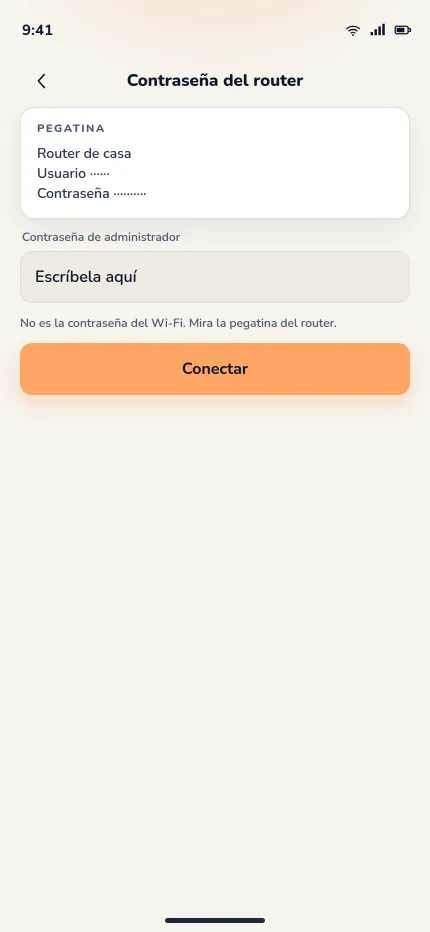 9:41
Contraseña del router
PEGATINA
Router de casa
Usuario ······
Contraseña ··········
Contraseña de administrador
Escríbela aquí
No es la contraseña del Wi-Fi. Mira la pegatina del router.
Conectar